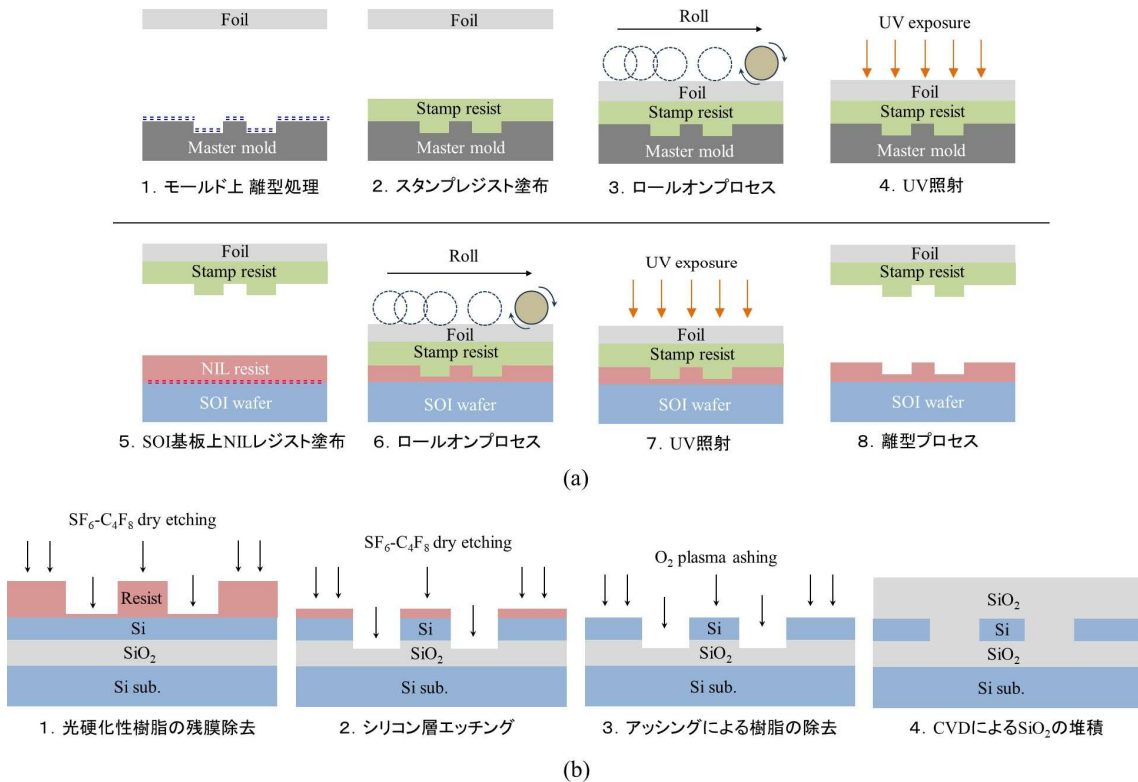 Foil
Master mold
1. モールド上 離型処理
Stamp resist
Master mold
2. スタンプレジスト塗布
Roll
Foil
Stamp resist
Master mold
3. ロールオンプロセス
UV exposure
Foil
Stamp resist
Master mold
4. UV照射
Foil
Stamp resist
NIL resist
SOI wafer
5. SOI基板上NILレジスト塗布
Roll
Foil
Stamp resist
SOI wafer
6. ロールオンプロセス
UV exposure
Foil
Stamp resist
SOI wafer
7. UV照射
Foil
Stamp resist
SOI wafer
8. 離型プロセス
(a)
SF₆-C₄F₈ dry etching
Resist
Si
SiO₂
Si sub.
1. 光硬化性樹脂の残膜除去
SF₆-C₄F₈ dry etching
Si
SiO₂
Si sub.
2. シリコン層エッチング
O₂ plasma ashing
Si
SiO₂
Si sub.
3. アッシングによる樹脂の除去
SiO₂
Si
SiO₂
Si sub.
4. CVDによるSiO₂の堆積
(b)